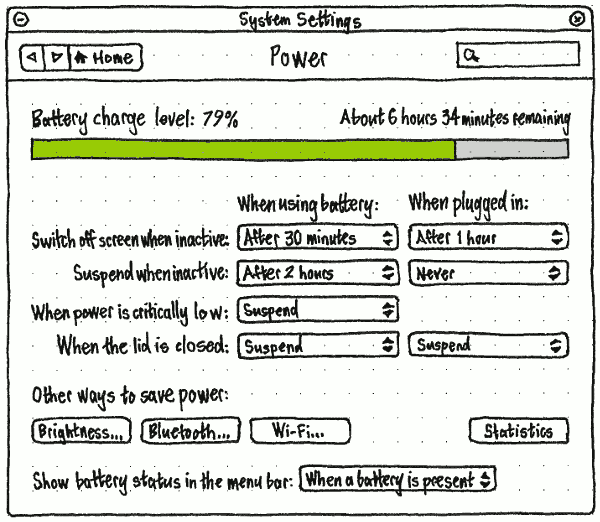 System Settings
Home Power
Battery charge level: 79% About 6 hours 34 minutes remaining
When using battery: When plugged in:
Switch off screen when inactive: After 30 minutes After 1 hour
Suspend when inactive: After 2 hours Never
When power is critically low: Suspend
When the lid is closed: Suspend Suspend
Other ways to save power:
Brightness... Bluetooth... Wi-Fi... Statistics
Show battery status in the menu bar: When a battery is present